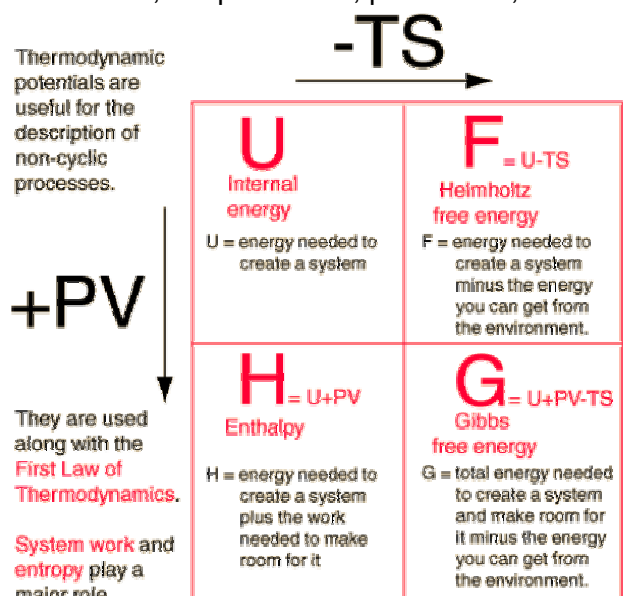 -TS
Thermodynamic
potentials are
useful for the
description of
non-cyclic
processes.
+PV
They are used
along with the
First Law of
Thermodynamics.
System work and
entropy play a
major role
U
Internal
energy
U = energy needed to
create a system
F = U-TS
Helmholtz
free energy
F = energy needed to
create a system
minus the energy
you can get from
the environment.
H = U+PV
Enthalpy
H = energy needed to
create a system
plus the work
needed to make
room for it
G = U+PV-TS
Gibbs
free energy
G = total energy needed
to create a system
and make room for
it minus the energy
you can get from
the environment.